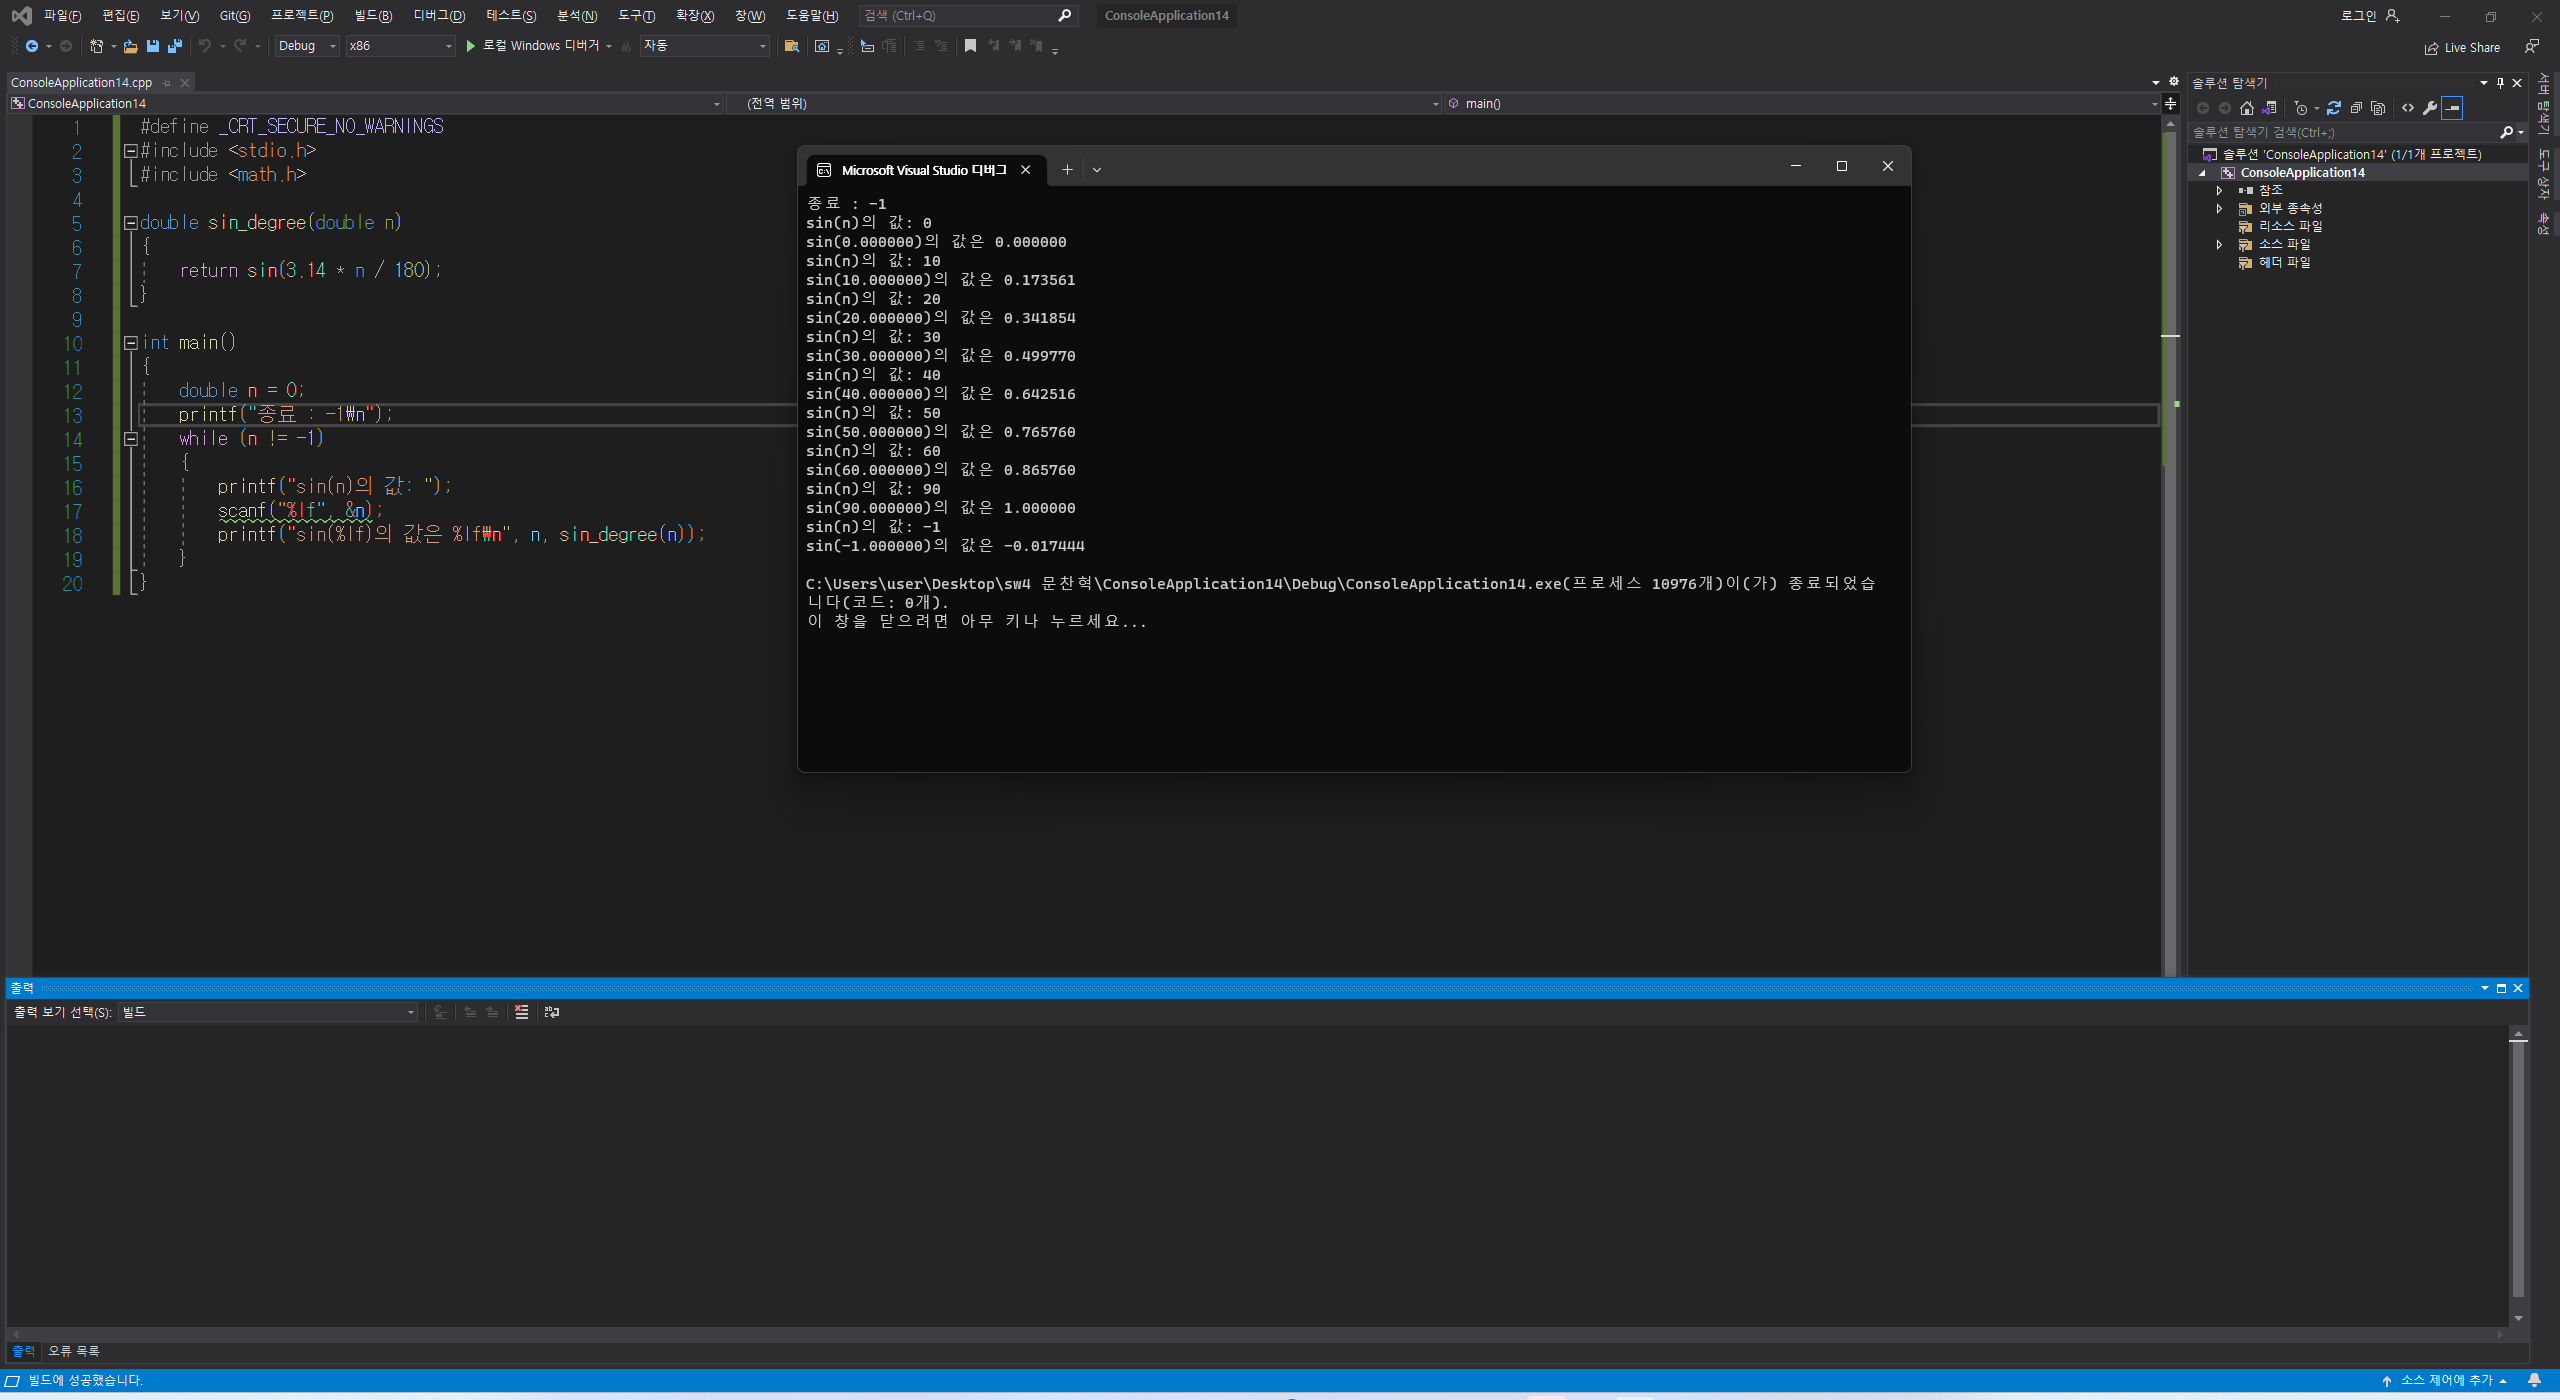 파일(F) 편집(E) 보기(V) Git(G) 프로젝트(P) 빌드(B) 디버그(D) 테스트(S) 분석(N) 도구(T) 확장(X) 창(W) 도움말(H) 검색 (Ctrl+Q) ConsoleApplication14 로그인
Debug x86 로컬 Windows 디버거 자동 Live Share
ConsoleApplication14.cpp
ConsoleApplication14 (전역 범위) main()
1 #define _CRT_SECURE_NO_WARNINGS
2 #include <stdio.h>
3 #include <math.h>
4
5 double sin_degree(double n)
6 {
7 return sin(3.14 * n / 180);
8 }
9
10 int main()
11 {
12 double n = 0;
13 printf("종료 : -1₩n");
14 while (n != -1)
15 {
16 printf("sin(n)의 값: ");
17 scanf("%lf", &n);
18 printf("sin(%lf)의 값은 %lf₩n", n, sin_degree(n));
19 }
20 }
Microsoft Visual Studio 디버그
종료 : -1
sin(n)의 값: 0
sin(0.000000)의 값은 0.000000
sin(n)의 값: 10
sin(10.000000)의 값은 0.173561
sin(n)의 값: 20
sin(20.000000)의 값은 0.341854
sin(n)의 값: 30
sin(30.000000)의 값은 0.499770
sin(n)의 값: 40
sin(40.000000)의 값은 0.642516
sin(n)의 값: 50
sin(50.000000)의 값은 0.765760
sin(n)의 값: 60
sin(60.000000)의 값은 0.865760
sin(n)의 값: 90
sin(90.000000)의 값은 1.000000
sin(n)의 값: -1
sin(-1.000000)의 값은 -0.017444
C:\Users\user\Desktop\sw4 문찬혁\ConsoleApplication14\Debug\ConsoleApplication14.exe(프로세스 10976개)이(가) 종료되었습
니다(코드: 0개).
이 창을 닫으려면 아무 키나 누르세요...
솔루션 탐색기
솔루션 탐색기 검색(Ctrl+;)
솔루션 'ConsoleApplication14' (1/1개 프로젝트)
ConsoleApplication14
참조
외부 종속성
리소스 파일
소스 파일
헤더 파일
서버 탐색기
도구 상자
속성
출력
출력 보기 선택(S): 빌드
출력 오류 목록
빌드에 성공했습니다. 소스 제어에 추가